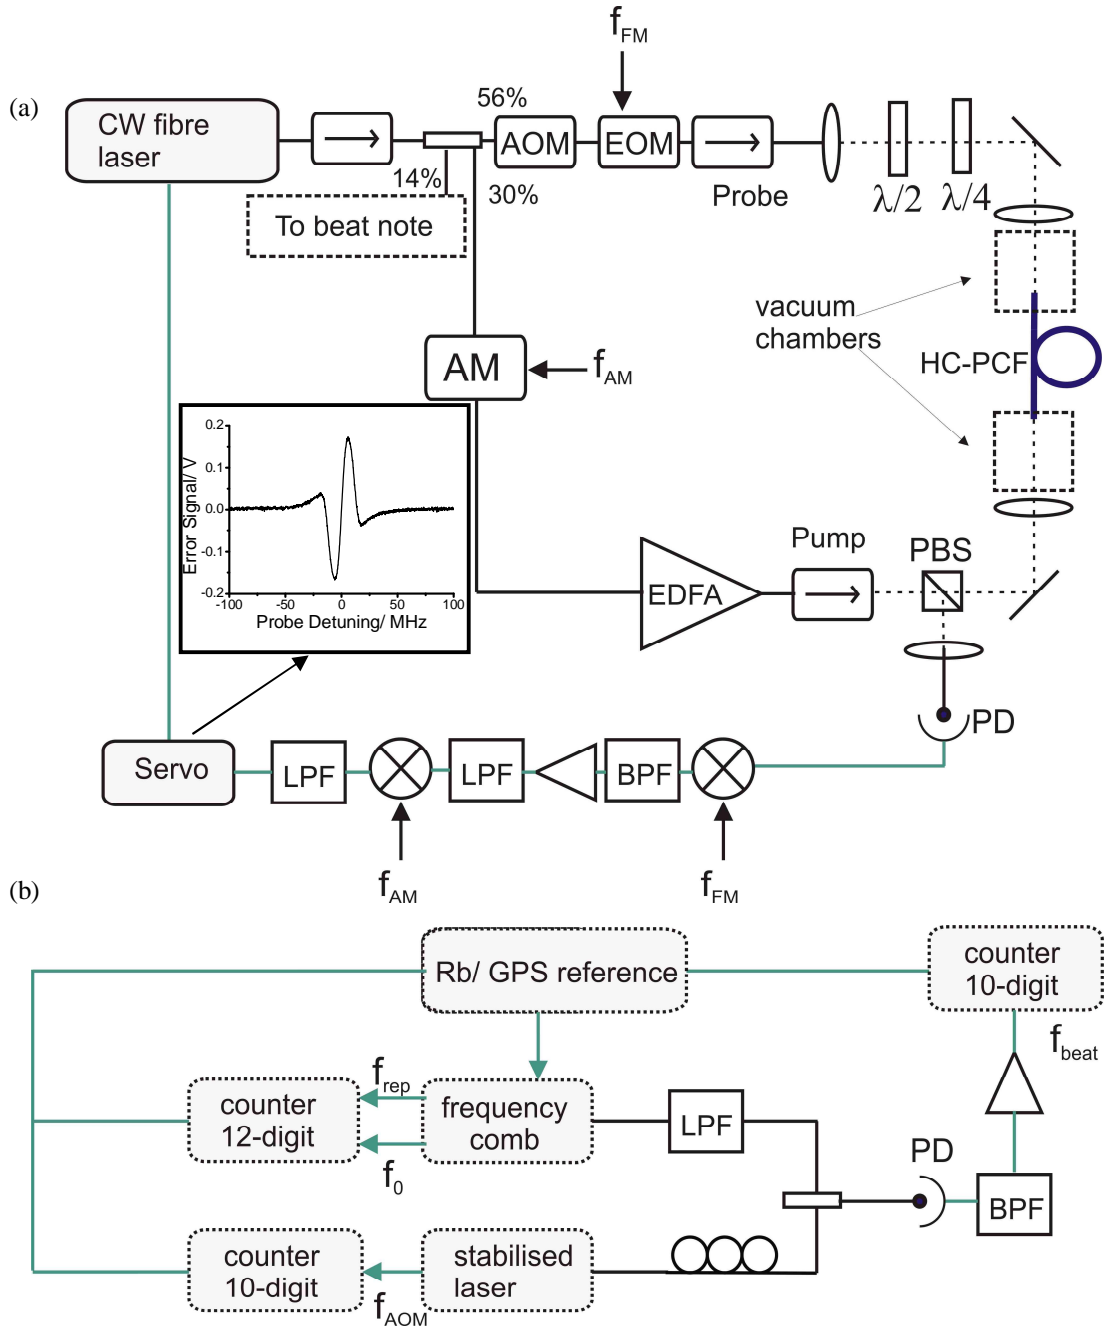 (a)
f_FM
CW fibre
laser
56%
AOM
EOM
14%
30%
To beat note
Probe
λ/2
λ/4
vacuum
chambers
HC-PCF
AM
f_AM
0.2
0.1
0.0
-0.1
-0.2
Error Signal/ V
-100
-50
0
50
100
Probe Detuning/ MHz
EDFA
Pump
PBS
PD
Servo
LPF
LPF
BPF
f_AM
f_FM
(b)
Rb/ GPS reference
counter
10-digit
f_beat
f_rep
counter
12-digit
frequency
comb
LPF
f_0
PD
BPF
counter
10-digit
stabilised
laser
f_AOM